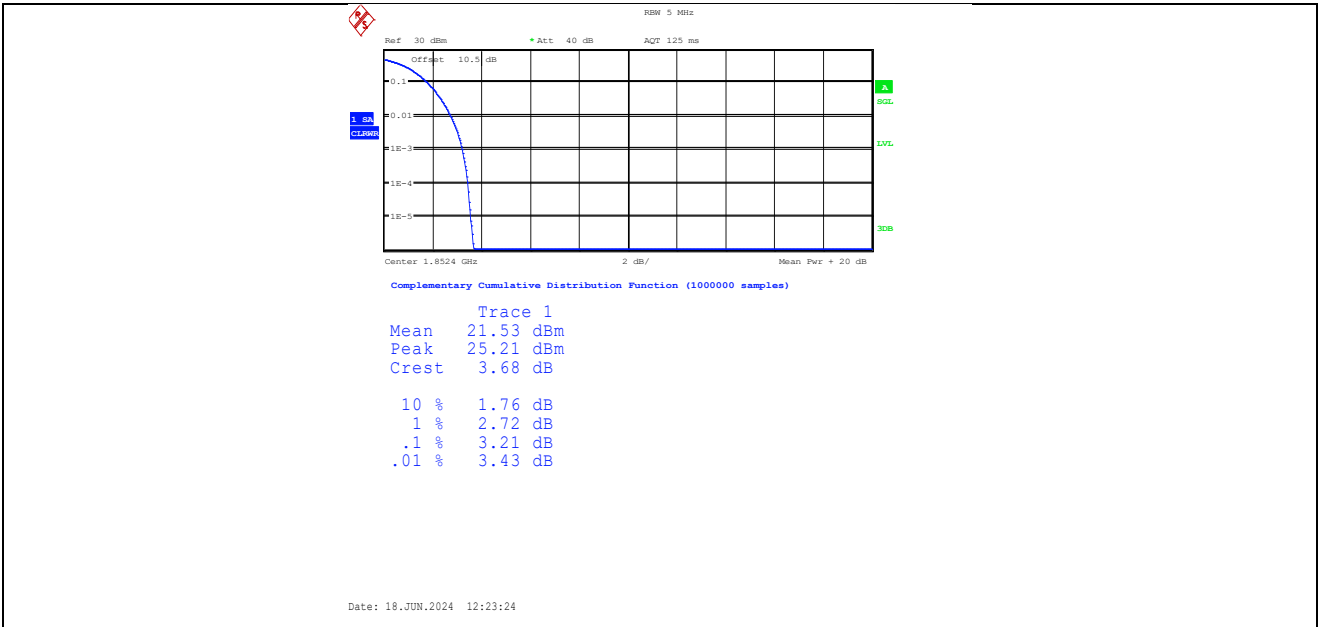 R S
RBW 5 MHz
Ref 30 dBm * Att 40 dB AQT 125 ms
Offset 10.5 dB
0.1
A
SGL
0.01
1 SA
CLRWR
1E-3
LVL
1E-4
1E-5
3DB
Center 1.8524 GHz 2 dB/ Mean Pwr + 20 dB
Complementary Cumulative Distribution Function (1000000 samples)
Trace 1
Mean 21.53 dBm
Peak 25.21 dBm
Crest 3.68 dB
10 % 1.76 dB
1 % 2.72 dB
.1 % 3.21 dB
.01 % 3.43 dB
Date: 18.JUN.2024 12:23:24